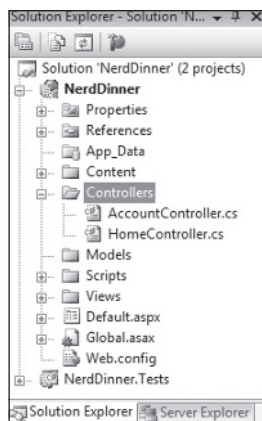 Solution Explorer - Solution 'N...
Solution 'NerdDinner' (2 projects)
NerdDinner
Properties
References
App_Data
Content
Controllers
AccountController.cs
HomeController.cs
Models
Scripts
Views
Default.aspx
Global.asax
Web.config
NerdDinner.Tests
Solution Explorer Server Explorer